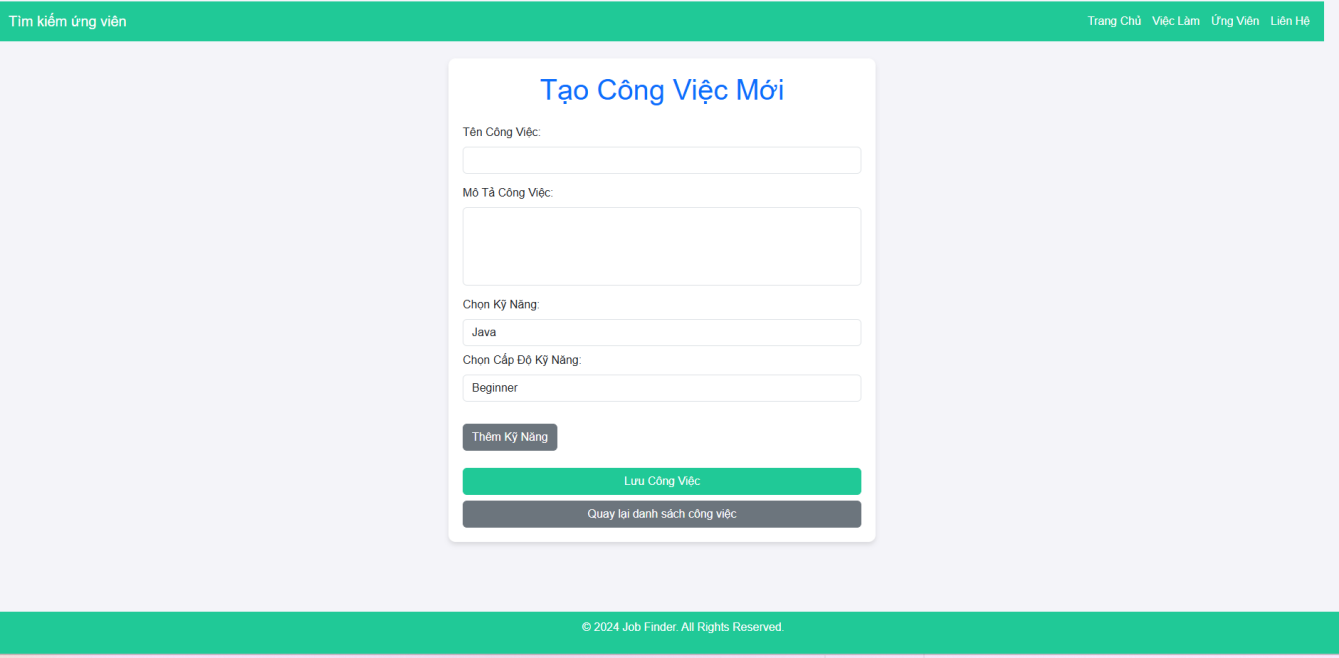 Tìm kiếm ứng viên
Trang Chủ Việc Làm Ứng Viên Liên Hệ
Tạo Công Việc Mới
Tên Công Việc:
Mô Tả Công Việc:
Chọn Kỹ Năng:
Java
Chọn Cấp Độ Kỹ Năng:
Beginner
Thêm Kỹ Năng
Lưu Công Việc
Quay lại danh sách công việc
© 2024 Job Finder. All Rights Reserved.